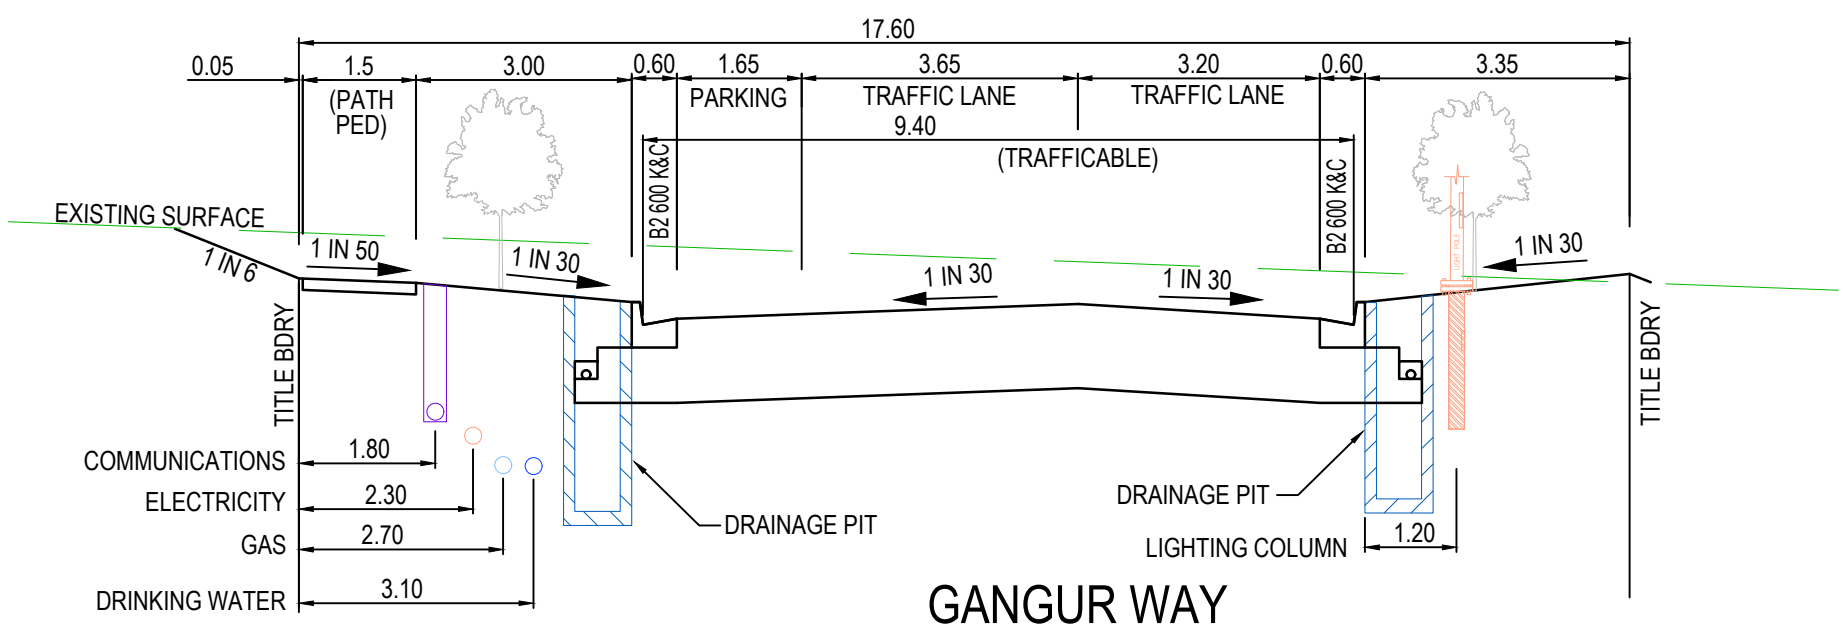 17.60
0.05 1.5 3.00 0.60 1.65 3.65 3.20 0.60 3.35
(PATH
PED)
PARKING TRAFFIC LANE TRAFFIC LANE
9.40
(TRAFFICABLE)
B2 600 K&C
B2 600 K&C
EXISTING SURFACE
1 IN 6
1 IN 50
1 IN 30
1 IN 30
1 IN 30
1 IN 30
LIGHT POLE
TITLE BDRY
TITLE BDRY
COMMUNICATIONS 1.80
ELECTRICITY 2.30
GAS 2.70
DRINKING WATER 3.10
DRAINAGE PIT
DRAINAGE PIT
LIGHTING COLUMN 1.20
GANGUR WAY